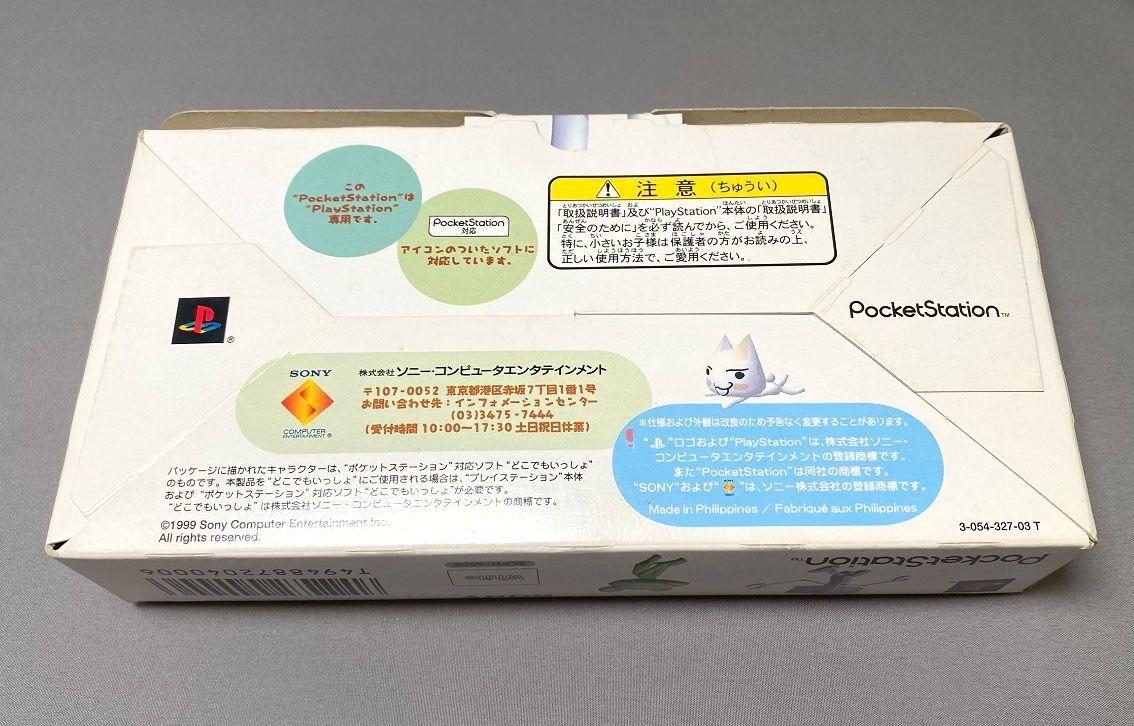 この
"PocketStation"は
"PlayStation"
専用です。
PocketStation
対応
アイコンのついたソフトに
対応しています。
注意（ちゅうい）
「取扱説明書」及び"PlayStation"本体の「取扱説明書」
「安全のために」を必ず読んでから、ご使用ください。
特に、小さいお子様は保護者の方がお読みの上、
正しい使用方法で、ご愛用ください。
PocketStation™
®
SONY
COMPUTER
ENTERTAINMENT®
株式会社 ソニー・コンピュータエンタテインメント
〒107-0052 東京都港区赤坂7丁目1番1号
お問い合わせ先：インフォメーションセンター
(03)3475-7444
(受付時間 10:00〜17:30 土日祝日休業)
パッケージに描かれたキャラクターは、"ポケットステーション" 対応ソフト "どこでもいっしょ"
のものです。本製品を "どこでもいっしょ" にご使用される場合は、"プレイステーション" 本体
および "ポケットステーション" 対応ソフト "どこでもいっしょ" が必要です。
"どこでもいっしょ" は株式会社ソニー・コンピュータエンタテインメントの商標です。
©1999 Sony Computer Entertainment Inc.
All rights reserved.
※仕様および外観は改良のため予告なく変更することがあります。
" "ロゴおよび"PlayStation"は、株式会社ソニー・
コンピュータエンタテインメントの登録商標です。
また"PocketStation"は同社の商標です。
"SONY"および" "は、ソニー株式会社の登録商標です。
Made in Philippines / Fabriqué aux Philippines
3-054-327-03 T
T4948872040006
White
SONY
PocketStation™